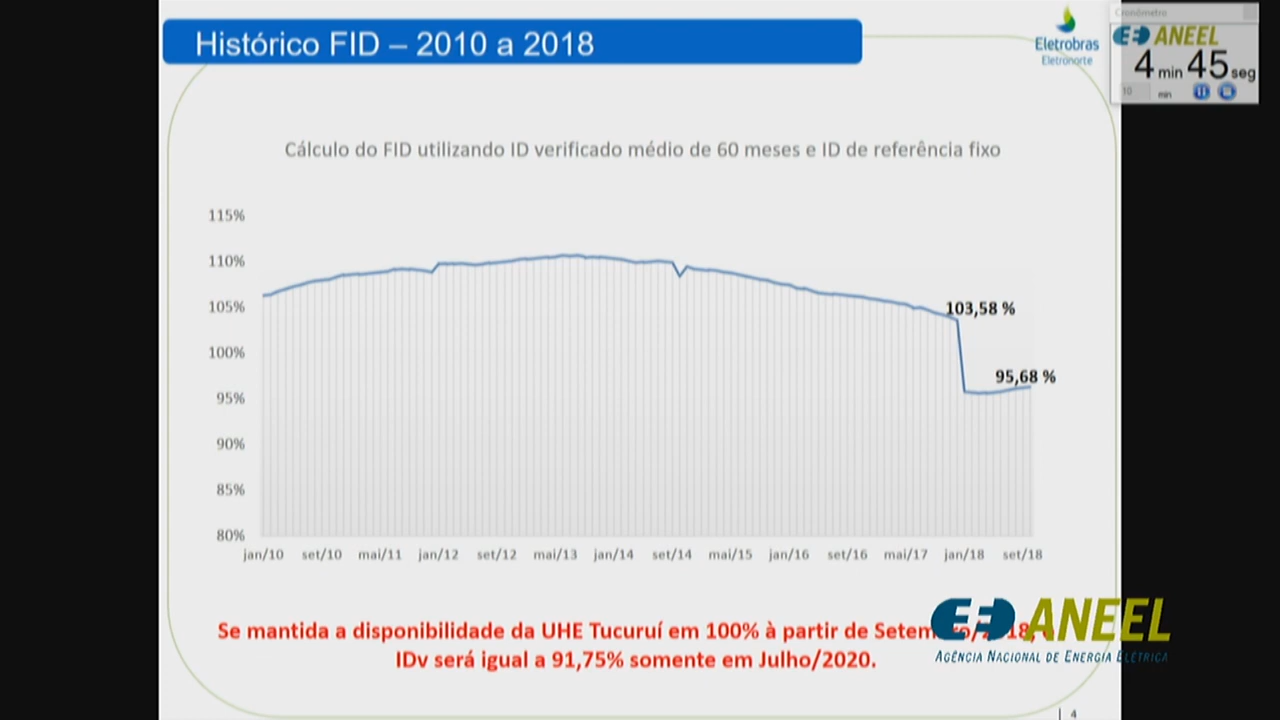 Histórico FID – 2010 a 2018
Eletrobras
Eletronorte
Cronômetro
ANEEL
4 min 45 seg
10 min
Cálculo do FID utilizando ID verificado médio de 60 meses e ID de referência fixo
115%
110%
105%
100%
95%
90%
85%
80%
103,58 %
95,68 %
jan/10 set/10 mai/11 jan/12 set/12 mai/13 jan/14 set/14 mai/15 jan/16 set/16 mai/17 jan/18 set/18
Se mantida a disponibilidade da UHE Tucuruí em 100% à partir de
IDv será igual a 91,75% somente em Julho/2020.
ANEEL
AGÊNCIA NACIONAL DE ENERGIA ELÉTRICA
4